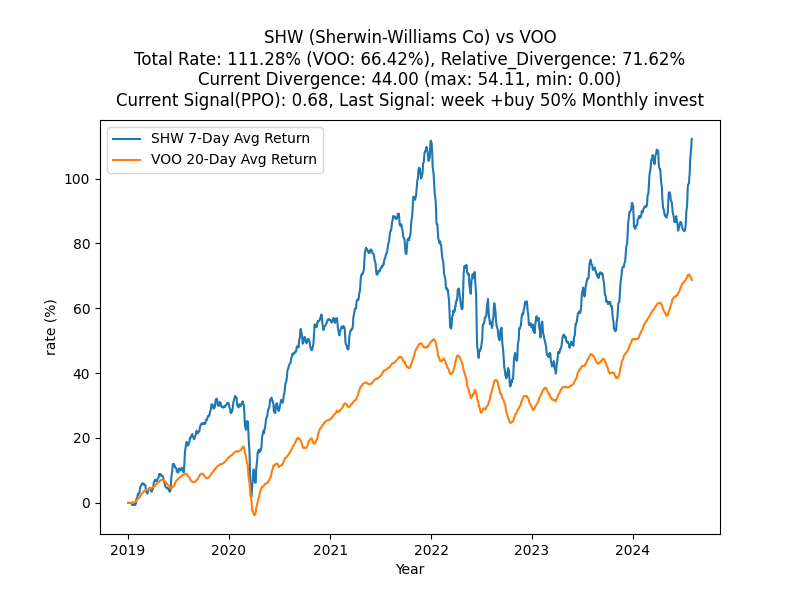 SHW (Sherwin-Williams Co) vs VOO
Total Rate: 111.28% (VOO: 66.42%), Relative_Divergence: 71.62%
Current Divergence: 44.00 (max: 54.11, min: 0.00)
Current Signal(PPO): 0.68, Last Signal: week +buy 50% Monthly invest
SHW 7-Day Avg Return
VOO 20-Day Avg Return
rate (%)
100
80
60
40
20
0
2019 2020 2021 2022 2023 2024
Year